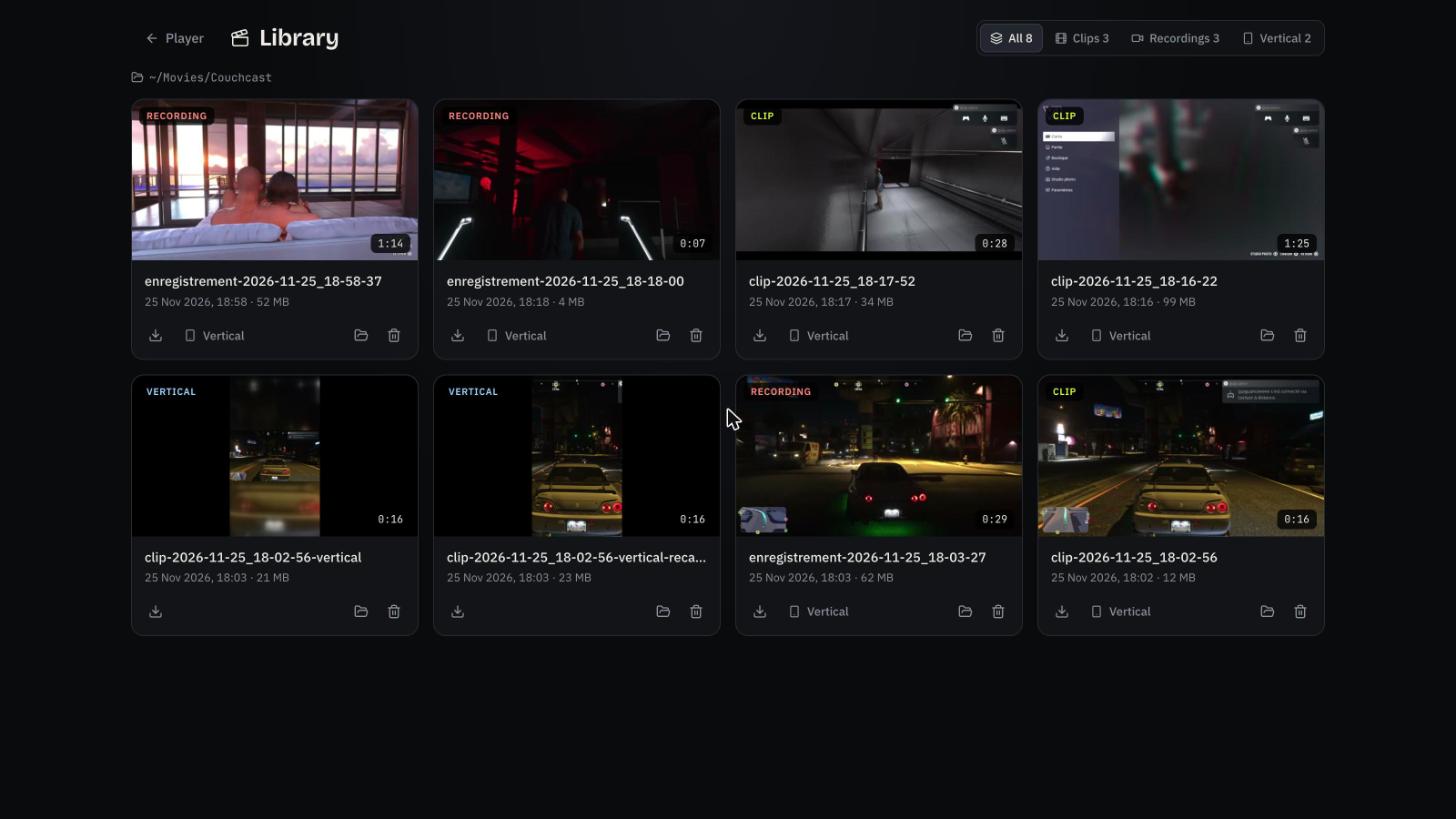 Player
Library
All 8
Clips 3
Recordings 3
Vertical 2
~/Movies/Couchcast
RECORDING
1:14
enregistrement-2026-11-25_18-58-37
25 Nov 2026, 18:58 · 52 MB
Vertical
RECORDING
0:07
enregistrement-2026-11-25_18-18-00
25 Nov 2026, 18:18 · 4 MB
Vertical
CLIP
0:28
clip-2026-11-25_18-17-52
25 Nov 2026, 18:17 · 34 MB
Vertical
CLIP
1:25
clip-2026-11-25_18-16-22
25 Nov 2026, 18:16 · 99 MB
Vertical
VERTICAL
0:16
clip-2026-11-25_18-02-56-vertical
25 Nov 2026, 18:03 · 21 MB
VERTICAL
0:16
clip-2026-11-25_18-02-56-vertical-reca...
25 Nov 2026, 18:03 · 23 MB
RECORDING
0:29
enregistrement-2026-11-25_18-03-27
25 Nov 2026, 18:03 · 62 MB
Vertical
CLIP
0:16
clip-2026-11-25_18-02-56
25 Nov 2026, 18:02 · 12 MB
Vertical